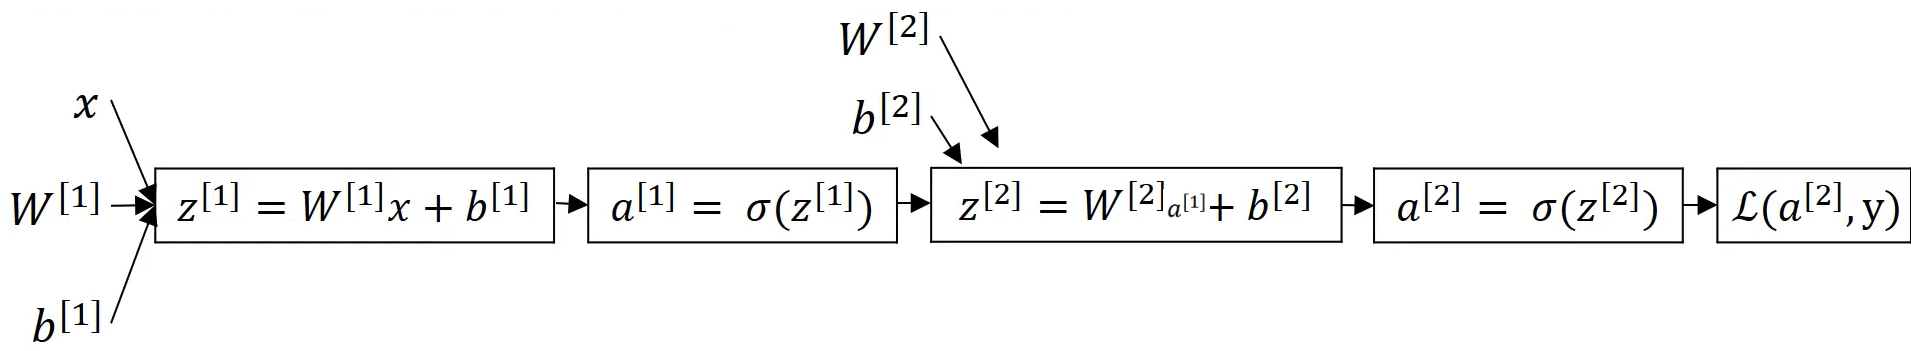 W^{[2]}
b^{[2]}
x
W^{[1]}
b^{[1]}
z^{[1]} = W^{[1]}x + b^{[1]}
a^{[1]} = σ(z^{[1]})
z^{[2]} = W^{[2]}_{a^{[1]}} + b^{[2]}
a^{[2]} = σ(z^{[2]})
ℒ(a^{[2]}, y)